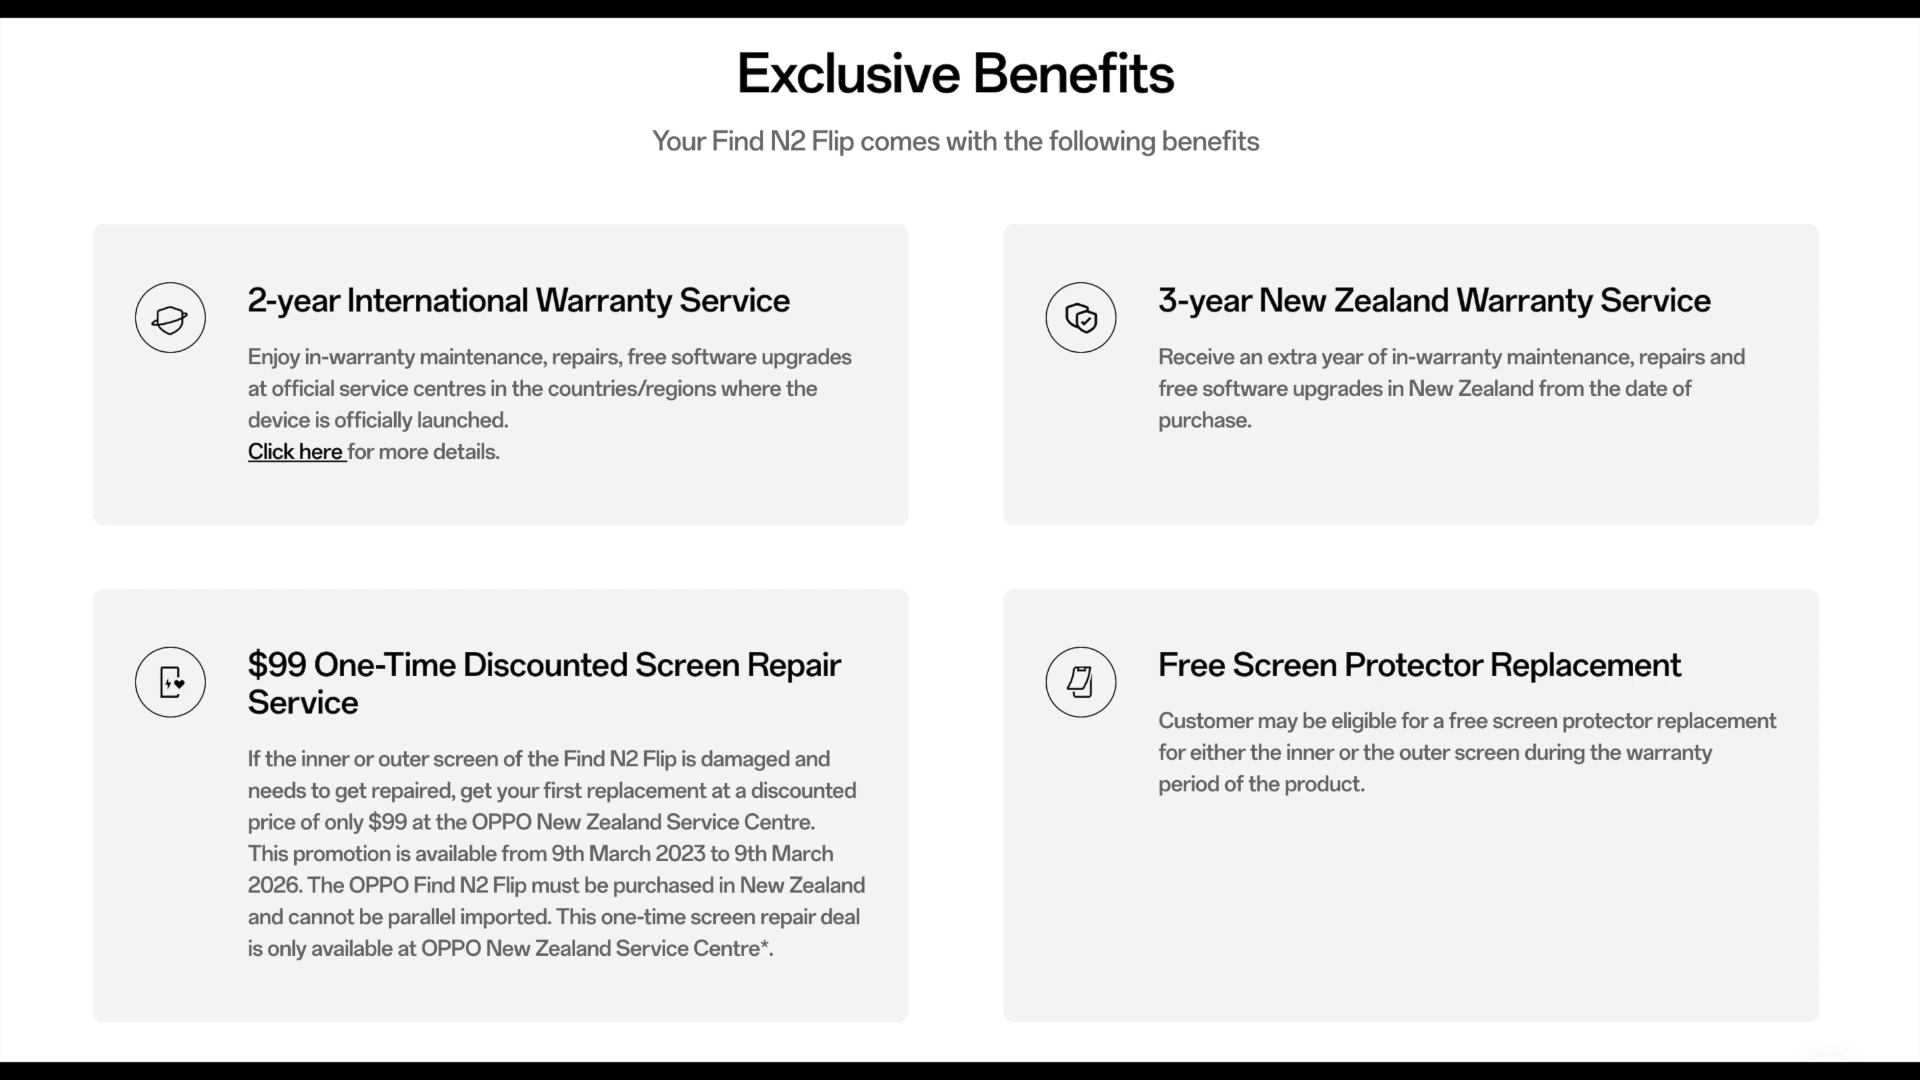 Exclusive Benefits
Your Find N2 Flip comes with the following benefits
2-year International Warranty Service
Enjoy in-warranty maintenance, repairs, free software upgrades
at official service centres in the countries/regions where the
device is officially launched.
Click here for more details.
3-year New Zealand Warranty Service
Receive an extra year of in-warranty maintenance, repairs and
free software upgrades in New Zealand from the date of
purchase.
$99 One-Time Discounted Screen Repair
Service
If the inner or outer screen of the Find N2 Flip is damaged and
needs to get repaired, get your first replacement at a discounted
price of only $99 at the OPPO New Zealand Service Centre.
This promotion is available from 9th March 2023 to 9th March
2026. The OPPO Find N2 Flip must be purchased in New Zealand
and cannot be parallel imported. This one-time screen repair deal
is only available at OPPO New Zealand Service Centre*.
Free Screen Protector Replacement
Customer may be eligible for a free screen protector replacement
for either the inner or the outer screen during the warranty
period of the product.